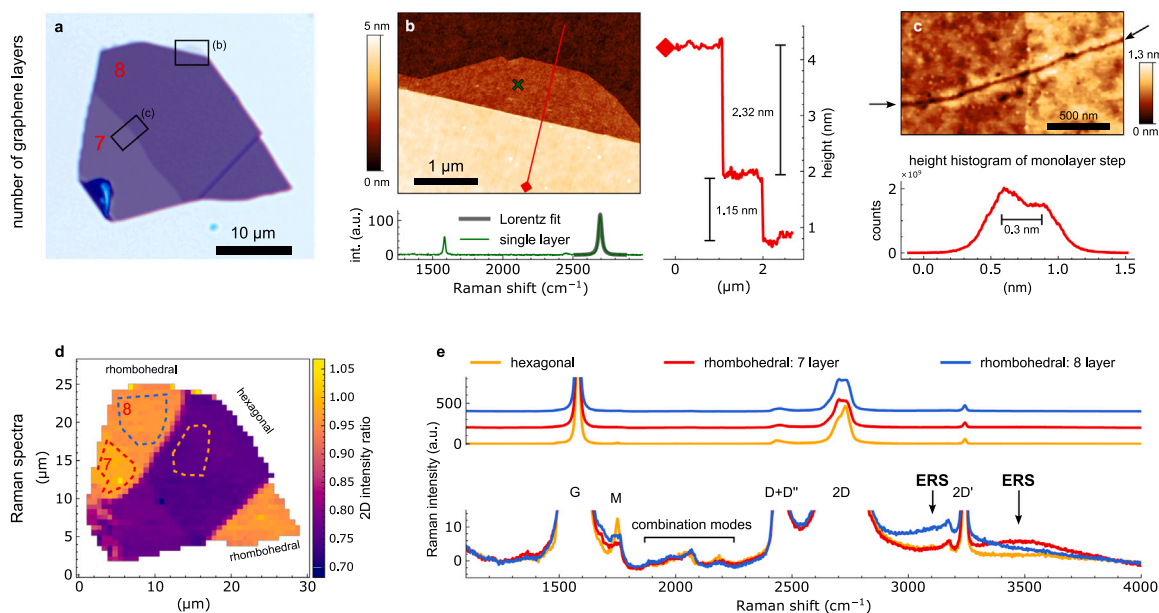 number of graphene layers
a
8
(b)
7
(c)
10 µm
b
5 nm
0 nm
1 µm
int. (a.u.)
100
0
Lorentz fit
single layer
1500
2000
2500
Raman shift (cm⁻¹)
2.32 nm
1.15 nm
4
3
2
1
height (nm)
0
2
(µm)
c
1.3 nm
0 nm
500 nm
height histogram of monolayer step
×10⁹
counts
2
1
0
0.3 nm
0.0
0.5
1.0
1.5
(nm)
Raman spectra
d
rhombohedral
hexagonal
8
7
rhombohedral
25
20
15
10
5
0
(µm)
0
10
20
30
(µm)
1.05
1.00
0.95
0.90
0.85
0.80
0.75
0.70
2D intensity ratio
e
hexagonal
rhombohedral: 7 layer
rhombohedral: 8 layer
Raman intensity (a.u.)
500
0
G
M
combination modes
D+D"
2D
ERS
2D'
ERS
10
0
1500
2000
2500
3000
3500
4000
Raman shift (cm⁻¹)